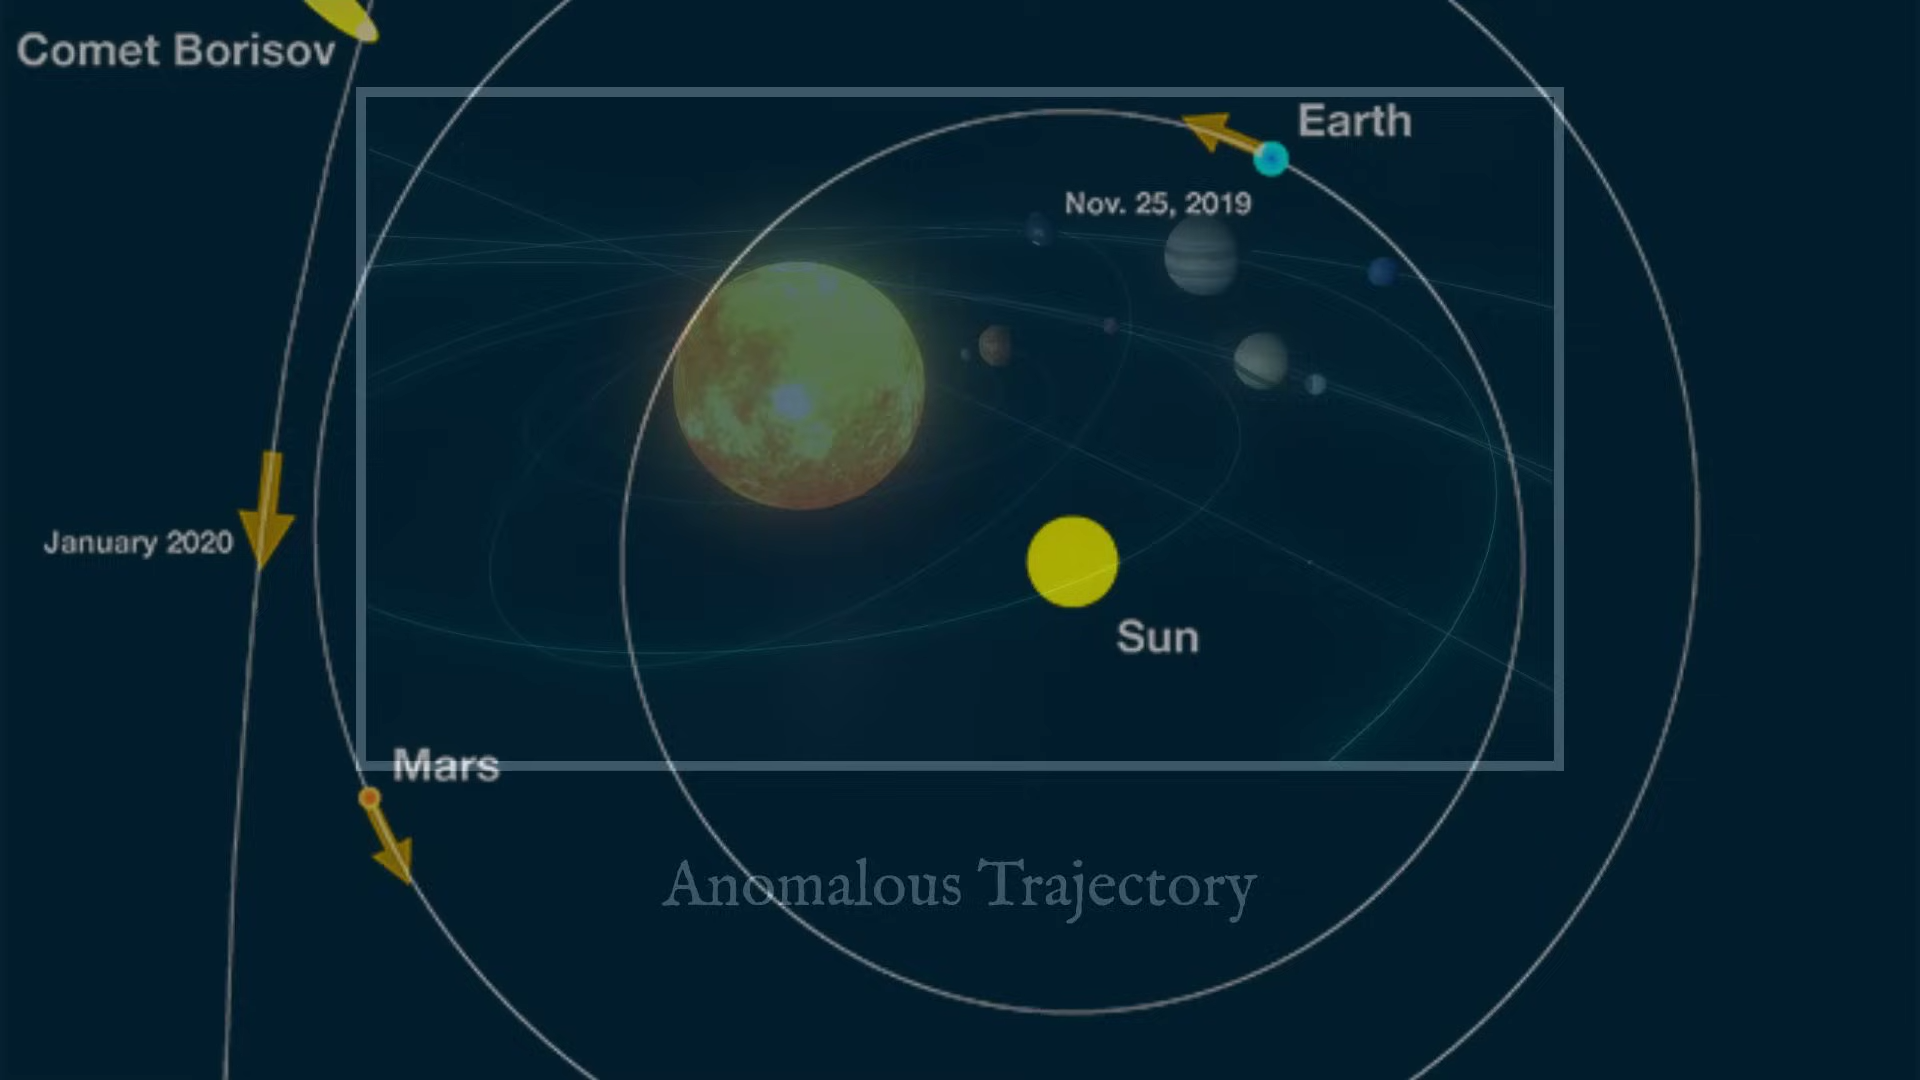 Comet Borisov
Earth
Nov. 25, 2019
January 2020
Sun
Mars
Anomalous Trajectory